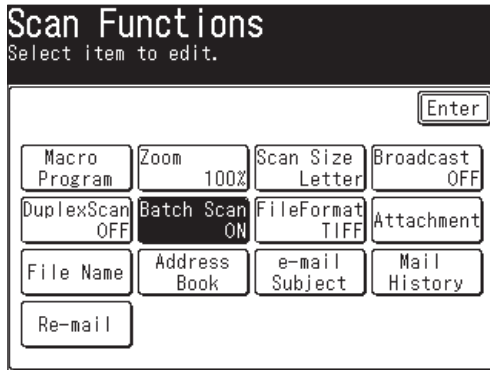 Scan Functions
Select item to edit.
Enter
Macro Program
Zoom 100%
Scan Size Letter
Broadcast OFF
DuplexScan OFF
Batch Scan ON
FileFormat TIFF
Attachment
File Name
Address Book
e-mail Subject
Mail History
Re-mail